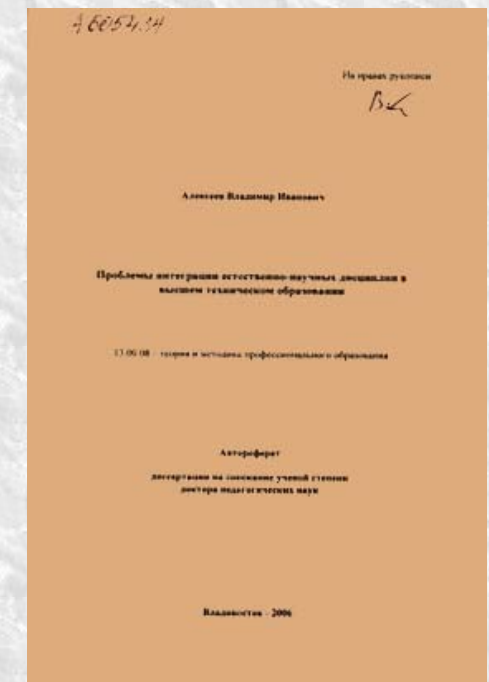 На правах рукописи
Алексеев Владимир Иванович
Проблемы интеграции естественно-научных дисциплин в
высшем техническом образовании
13.00.08 – теория и методика профессионального образования
Автореферат
диссертации на соискание ученой степени
доктора педагогических наук
Владивосток - 2006